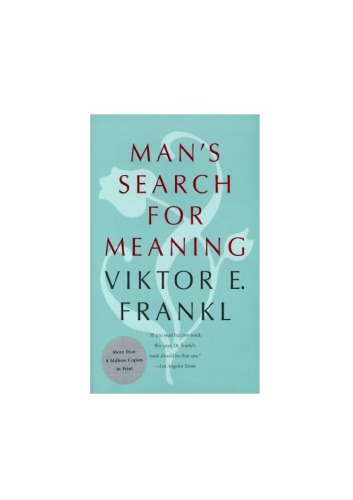 MAN'S
SEARCH
FOR
MEANING
VIKTOR E.
FRANKL
"If you read but one book
this year, Dr. Frankl's
book should be that one."
—Los Angeles Times
More than
4 Million Copies
in Print